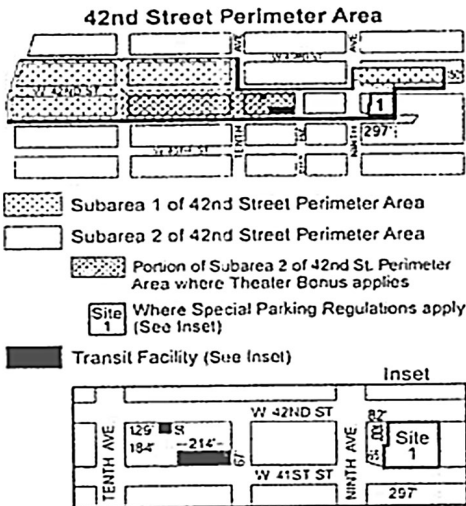 42nd Street Perimeter Area
AVE
AVE
W 42ND ST
TENTH
NINTH
1
297'
W 41ST ST
Subarea 1 of 42nd Street Perimeter Area
Subarea 2 of 42nd Street Perimeter Area
Portion of Subarea 2 of 42nd St. Perimeter
Area where Theater Bonus applies
Site
1
Where Special Parking Regulations apply
(See Inset)
Transit Facility (See Inset)
Inset
W 42ND ST
82'
TENTH AVE
129'
184'
214'
67'
W 41ST ST
NINTH AVE
Site
1
297'